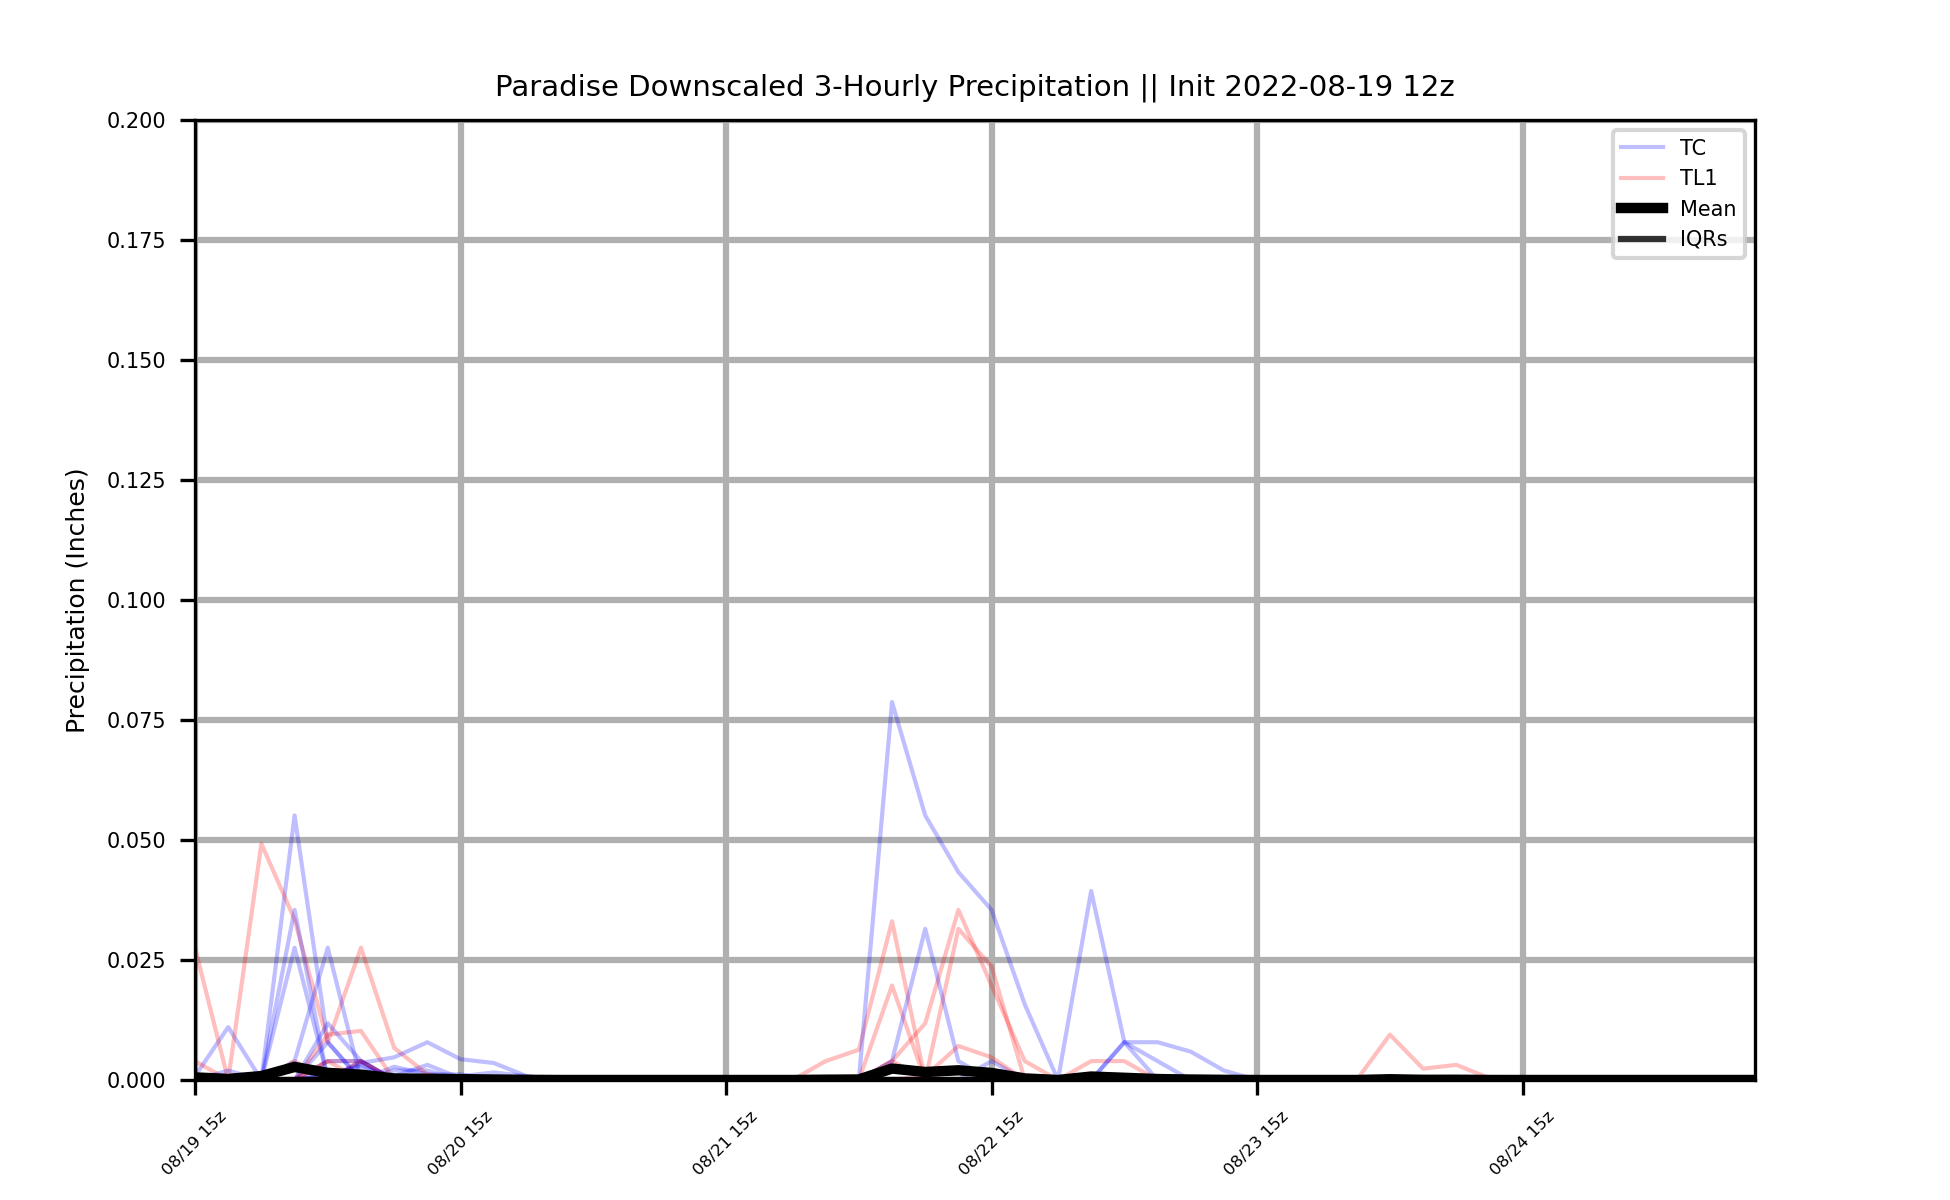 Paradise Downscaled 3-Hourly Precipitation || Init 2022-08-19 12z
Precipitation (Inches)
0.200
0.175
0.150
0.125
0.100
0.075
0.050
0.025
0.000
TC
TL1
Mean
IQRs
08/19 15z
08/20 15z
08/21 15z
08/22 15z
08/23 15z
08/24 15z